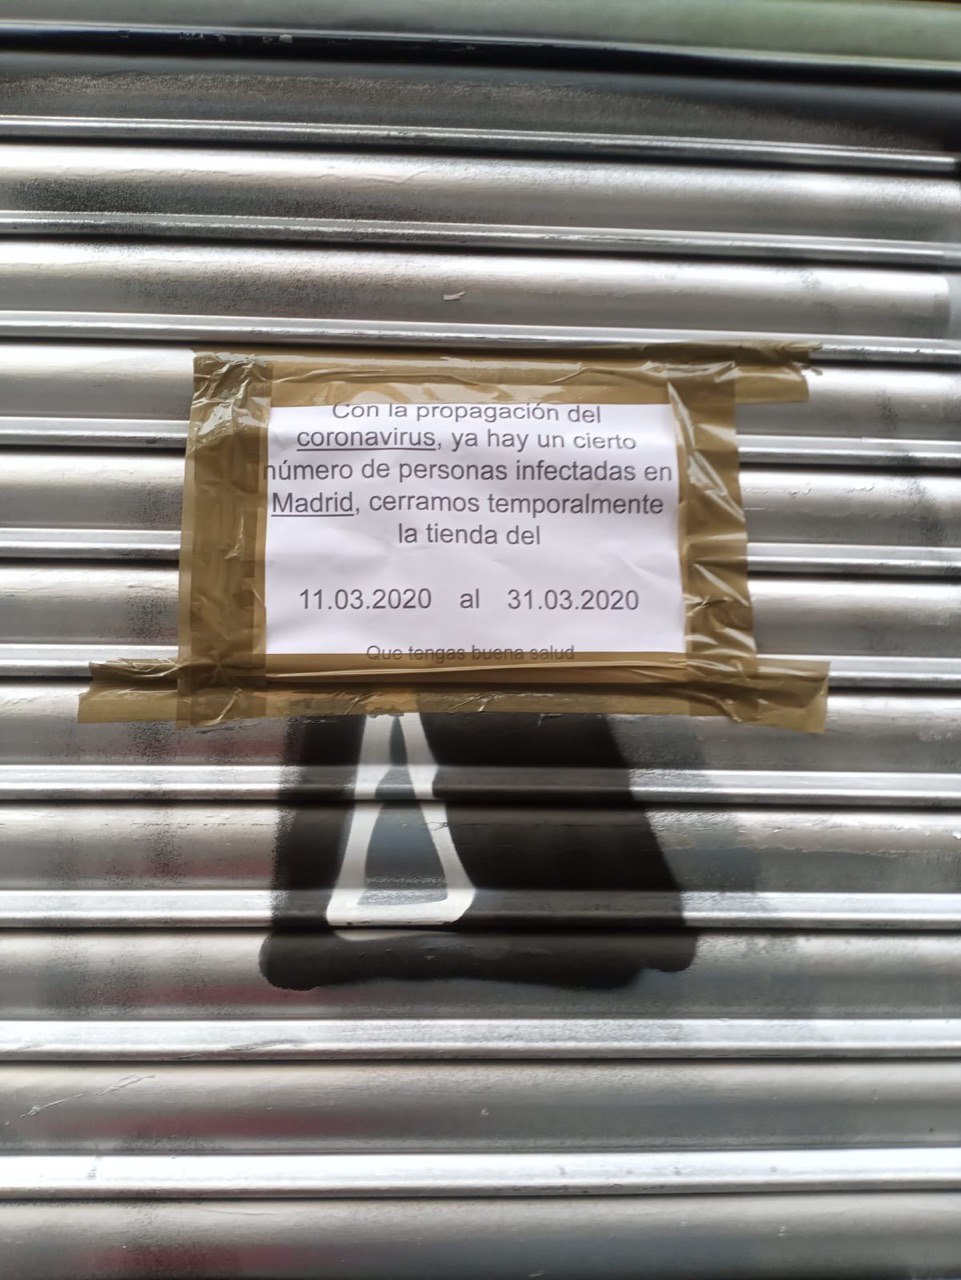 Con la propagación del
coronavirus, ya hay un cierto
número de personas infectadas en
Madrid, cerramos temporalmente
la tienda del
11.03.2020 al 31.03.2020
Que tengas buena salud